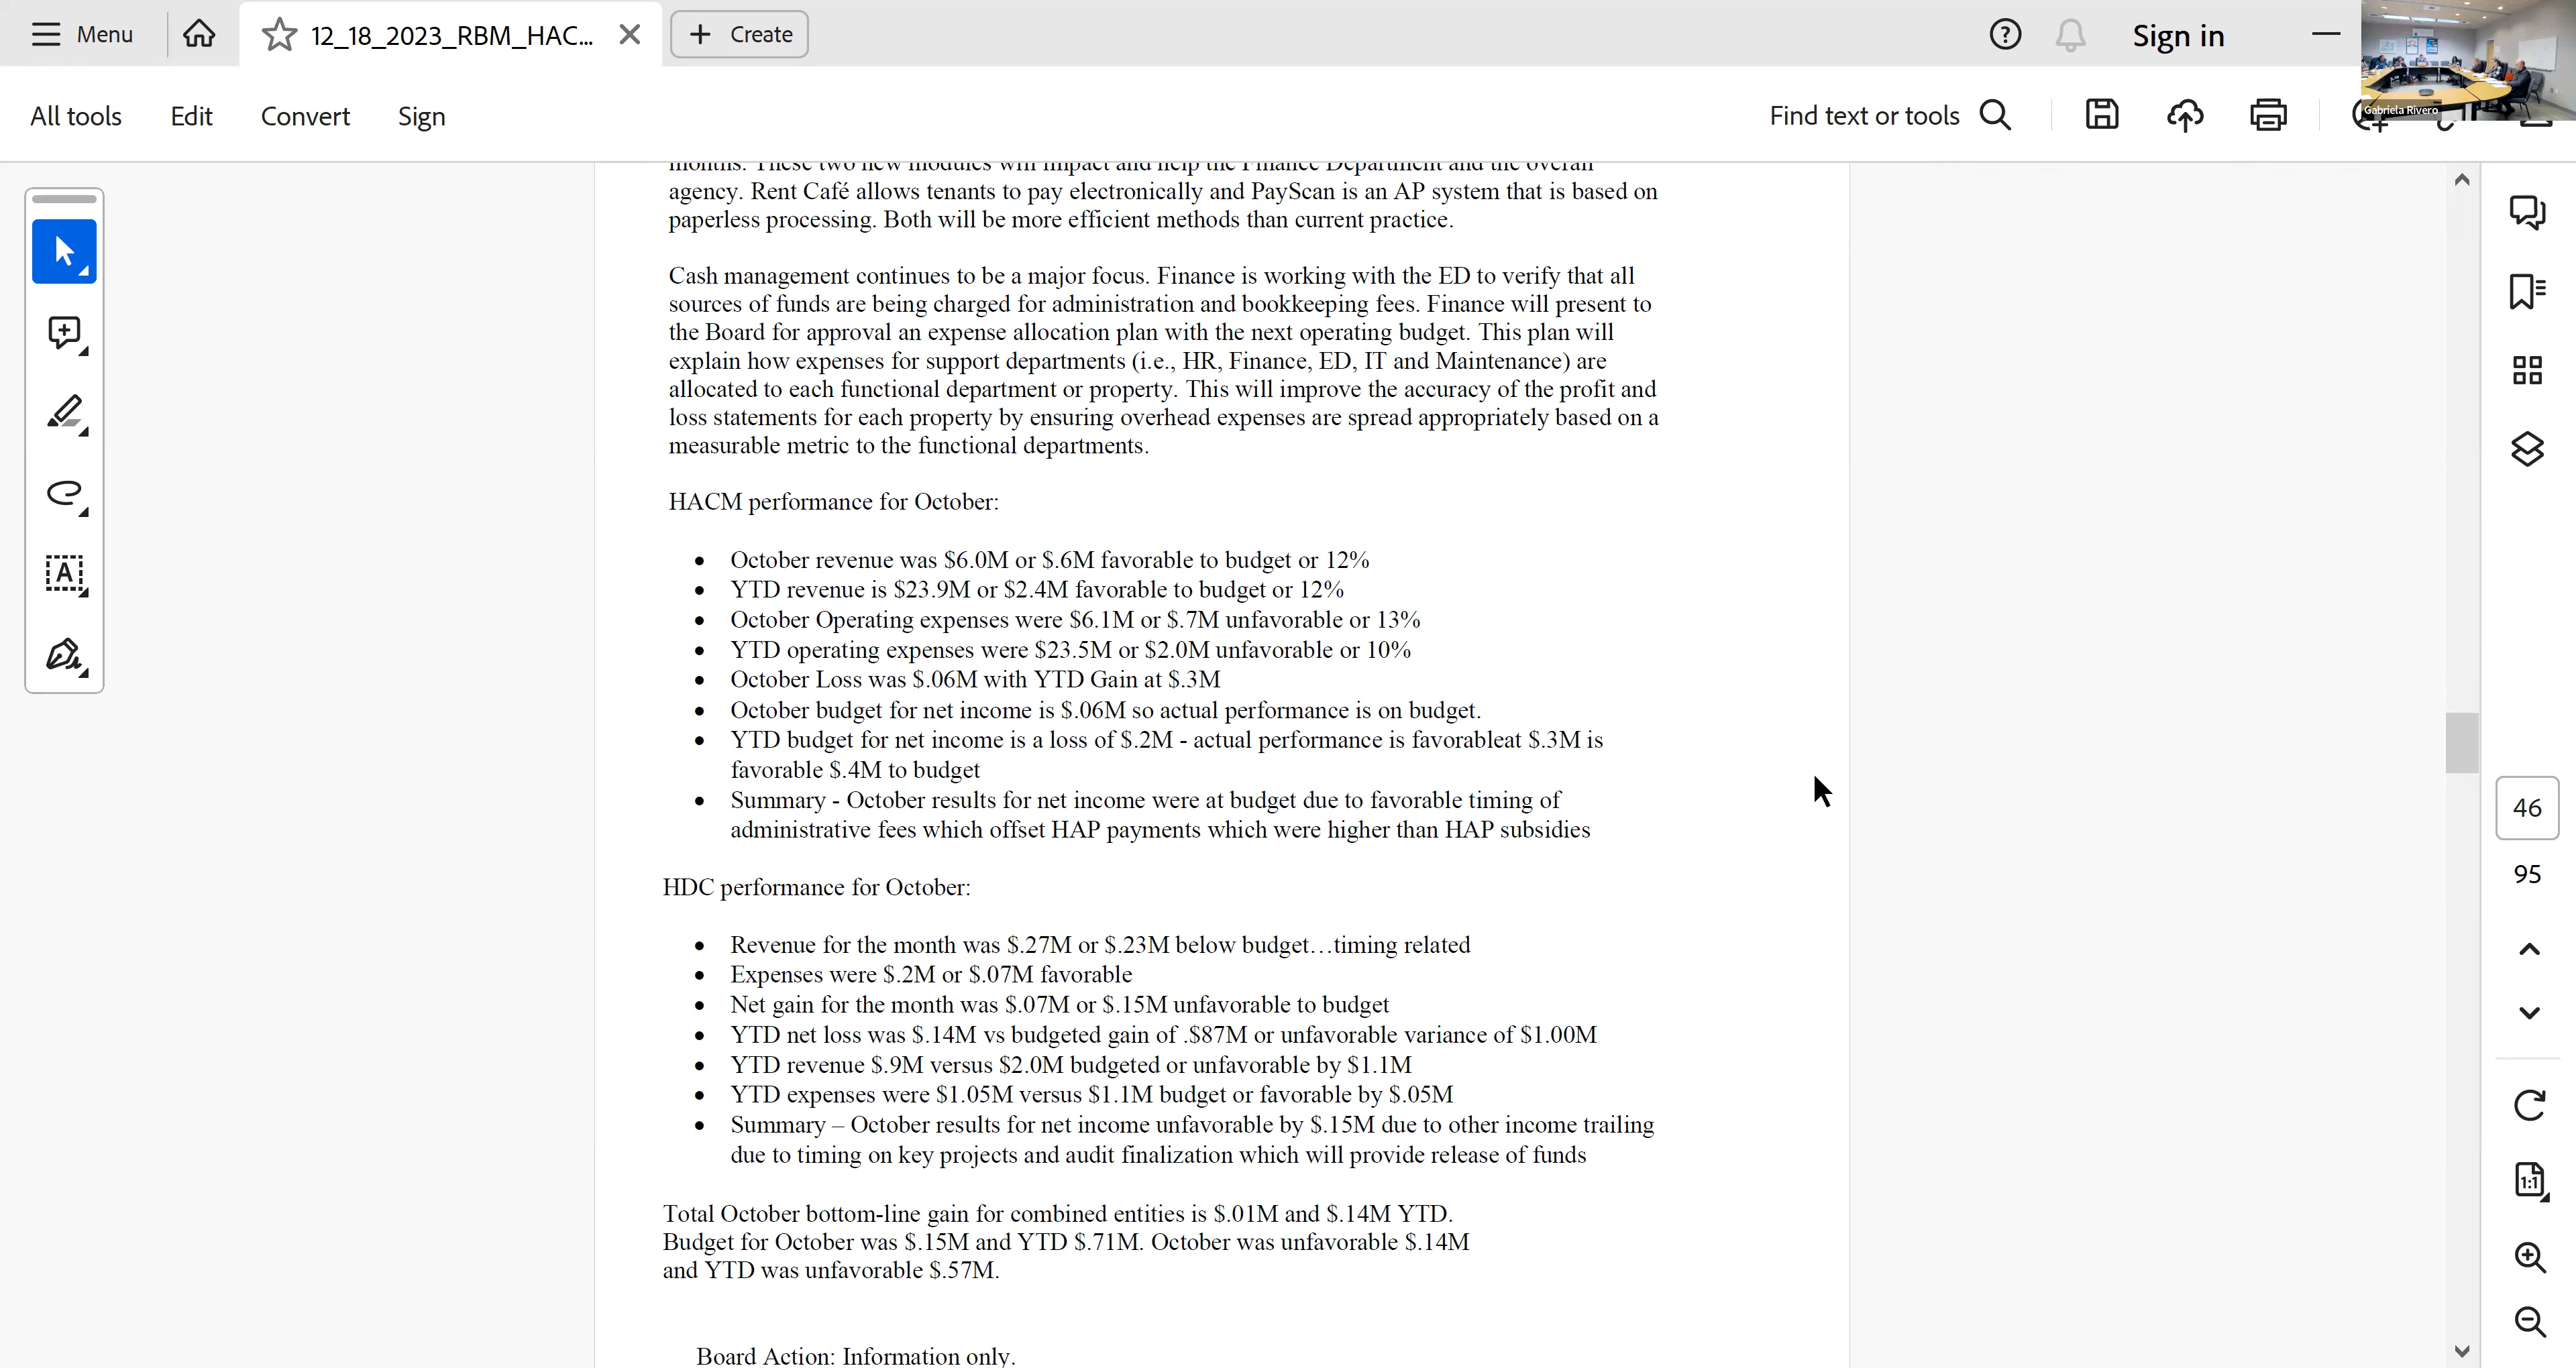 Menu
12_18_2023_RBM_HAC...
Create
Sign in
All tools
Edit
Convert
Sign
Find text or tools
Gabriela Rivero
months. These two new modules will impact and help the Finance Department and the overall
agency. Rent Café allows tenants to pay electronically and PayScan is an AP system that is based on
paperless processing. Both will be more efficient methods than current practice.
Cash management continues to be a major focus. Finance is working with the ED to verify that all
sources of funds are being charged for administration and bookkeeping fees. Finance will present to
the Board for approval an expense allocation plan with the next operating budget. This plan will
explain how expenses for support departments (i.e., HR, Finance, ED, IT and Maintenance) are
allocated to each functional department or property. This will improve the accuracy of the profit and
loss statements for each property by ensuring overhead expenses are spread appropriately based on a
measurable metric to the functional departments.
HACM performance for October:
• October revenue was $6.0M or $.6M favorable to budget or 12%
• YTD revenue is $23.9M or $2.4M favorable to budget or 12%
• October Operating expenses were $6.1M or $.7M unfavorable or 13%
• YTD operating expenses were $23.5M or $2.0M unfavorable or 10%
• October Loss was $.06M with YTD Gain at $.3M
• October budget for net income is $.06M so actual performance is on budget.
• YTD budget for net income is a loss of $.2M - actual performance is favorableat $.3M is
favorable $.4M to budget
• Summary - October results for net income were at budget due to favorable timing of
administrative fees which offset HAP payments which were higher than HAP subsidies
HDC performance for October:
• Revenue for the month was $.27M or $.23M below budget…timing related
• Expenses were $.2M or $.07M favorable
• Net gain for the month was $.07M or $.15M unfavorable to budget
• YTD net loss was $.14M vs budgeted gain of .$87M or unfavorable variance of $1.00M
• YTD revenue $.9M versus $2.0M budgeted or unfavorable by $1.1M
• YTD expenses were $1.05M versus $1.1M budget or favorable by $.05M
• Summary – October results for net income unfavorable by $.15M due to other income trailing
due to timing on key projects and audit finalization which will provide release of funds
Total October bottom-line gain for combined entities is $.01M and $.14M YTD.
Budget for October was $.15M and YTD $.71M. October was unfavorable $.14M
and YTD was unfavorable $.57M.
Board Action: Information only.
46
95
1:1